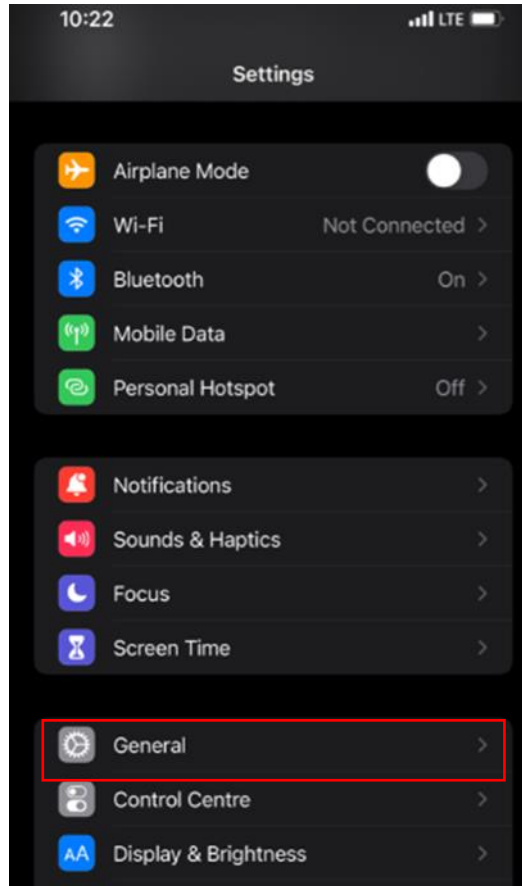 10:22 LTE
Settings
Airplane Mode
Wi-Fi Not Connected
Bluetooth On
Mobile Data
Personal Hotspot Off
Notifications
Sounds & Haptics
Focus
Screen Time
General
Control Centre
AA Display & Brightness